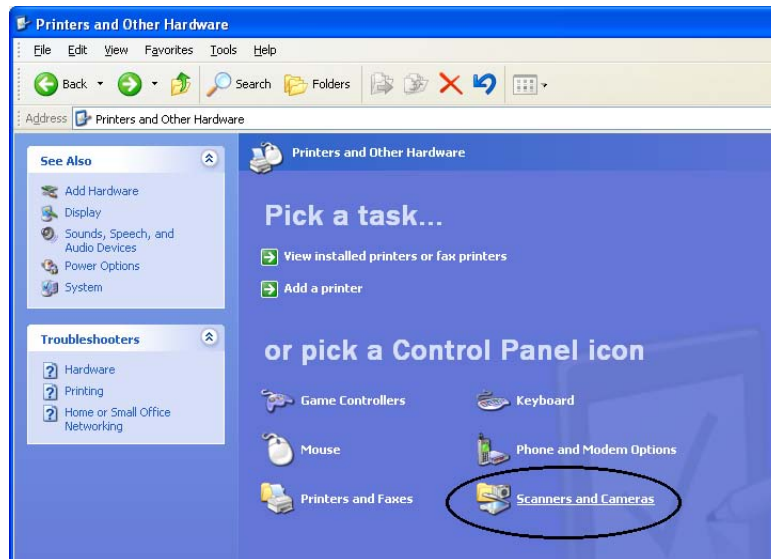 Printers and Other Hardware
File Edit View Favorites Tools Help
Back Search Folders
Address Printers and Other Hardware
See Also
Add Hardware
Display
Sounds, Speech, and
Audio Devices
Power Options
System
Troubleshooters
Hardware
Printing
Home or Small Office
Networking
Printers and Other Hardware
Pick a task...
View installed printers or fax printers
Add a printer
or pick a Control Panel icon
Game Controllers
Keyboard
Mouse
Phone and Modem Options
Printers and Faxes
Scanners and Cameras